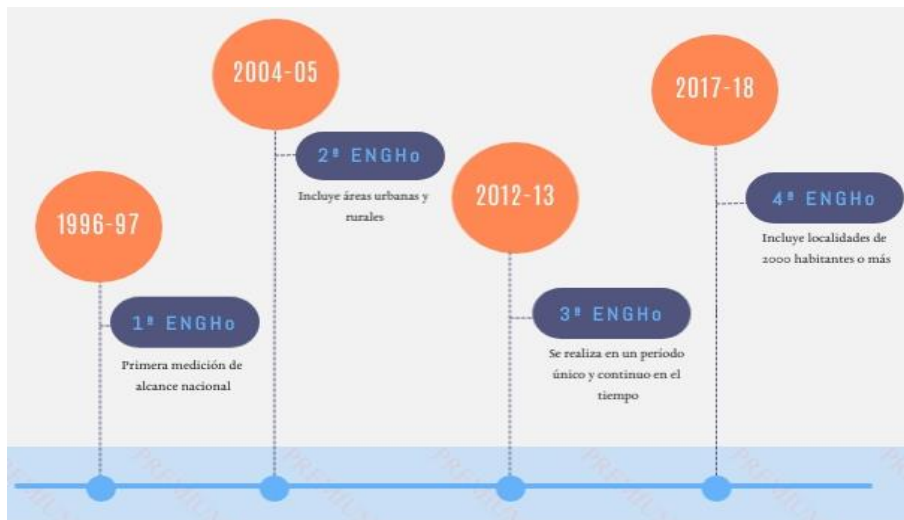 1996-97
1ª ENGHo
Primera medición de
alcance nacional
2004-05
2ª ENGHo
Incluye áreas urbanas y
rurales
2012-13
3ª ENGHo
Se realiza en un período
único y continuo en el
tiempo
2017-18
4ª ENGHo
Incluye localidades de
2000 habitantes o más